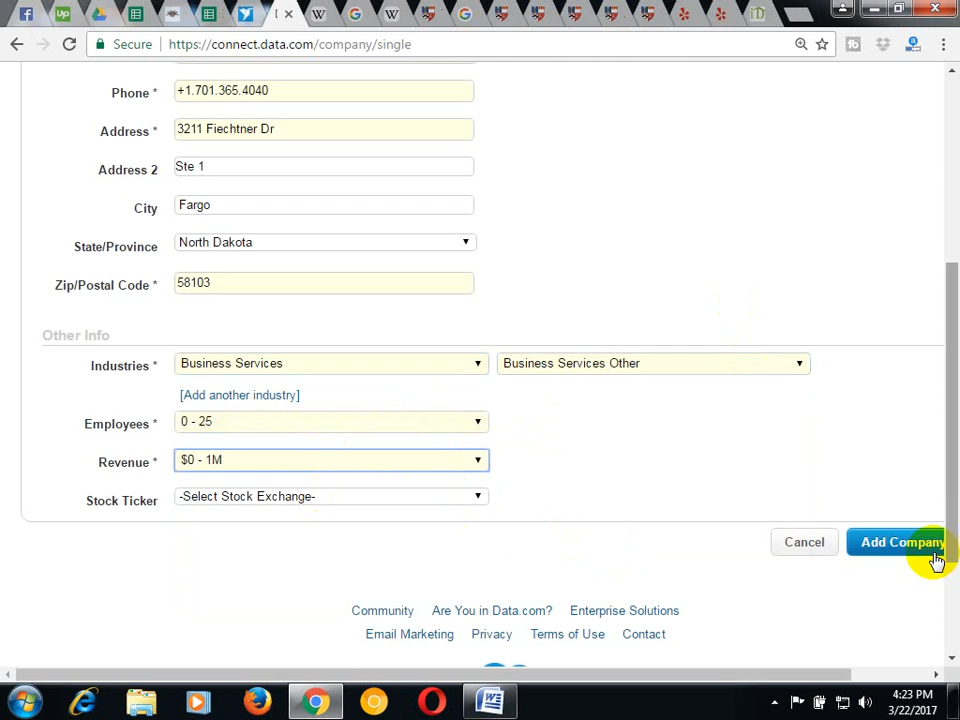 Secure https://connect.data.com/company/single
Phone * +1.701.365.4040
Address * 3211 Fiechtner Dr
Address 2 Ste 1
City Fargo
State/Province North Dakota
Zip/Postal Code * 58103
Other Info
Industries * Business Services Business Services Other
[Add another industry]
Employees * 0 - 25
Revenue * $0 - 1M
Stock Ticker -Select Stock Exchange-
Cancel Add Company
Community Are You in Data.com? Enterprise Solutions
Email Marketing Privacy Terms of Use Contact
4:23 PM
3/22/2017